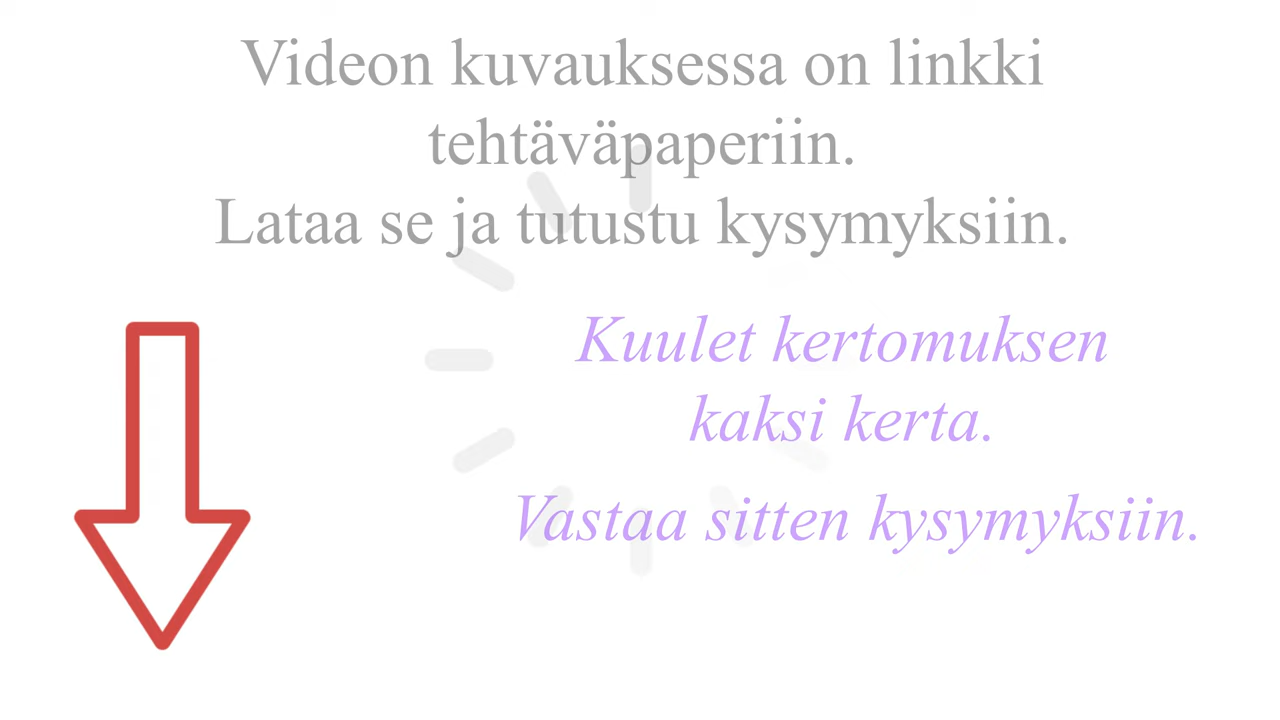 Videon kuvauksessa on linkki
tehtäväpaperiin.
Lataa se ja tutustu kysymyksiin.
Kuulet kertomuksen
kaksi kerta.
Vastaa sitten kysymyksiin.